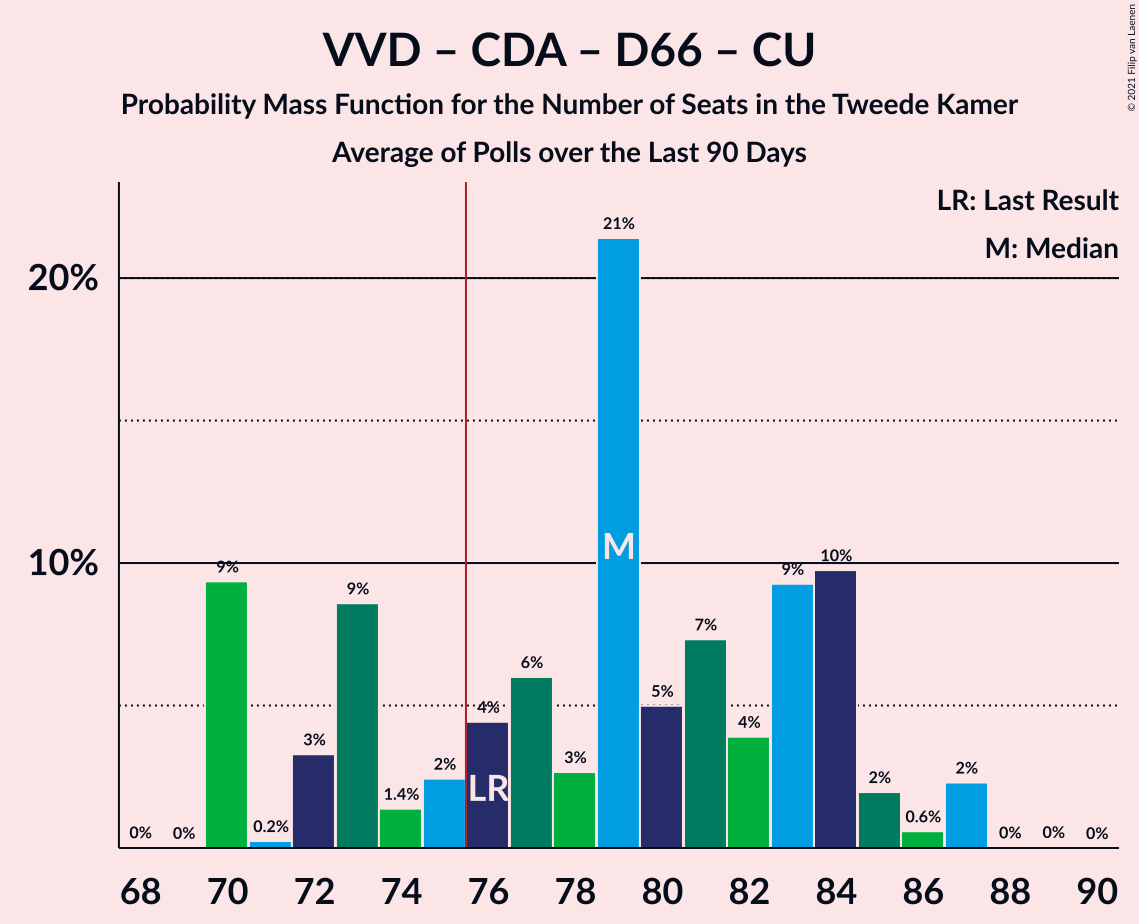 VVD – CDA – D66 – CU
Probability Mass Function for the Number of Seats in the Tweede Kamer
Average of Polls over the Last 90 Days
© 2021 Filip van Laenen
LR: Last Result
M: Median
20%
10%
0%
0%
9%
0.2%
3%
9%
1.4%
2%
4%
6%
3%
21%
5%
7%
4%
9%
10%
2%
0.6%
2%
0%
0%
0%
M
LR
68 70 72 74 76 78 80 82 84 86 88 90